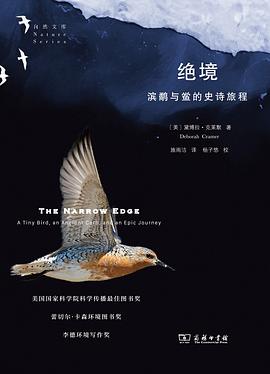 自然文库
Nature
Series
绝境
滨鹬与鲎的史诗旅程
〔美〕黛博拉·克莱默 著
Deborah Cramer
施雨洁 译 杨子悠 校
THE NARROW EDGE
A Tiny Bird, an Ancient Crab, and an Epic Journey
美国国家科学院科学传播最佳图书奖
蕾切尔·卡森环境图书奖
李德环境写作奖
商务印书馆
The Commercial Press